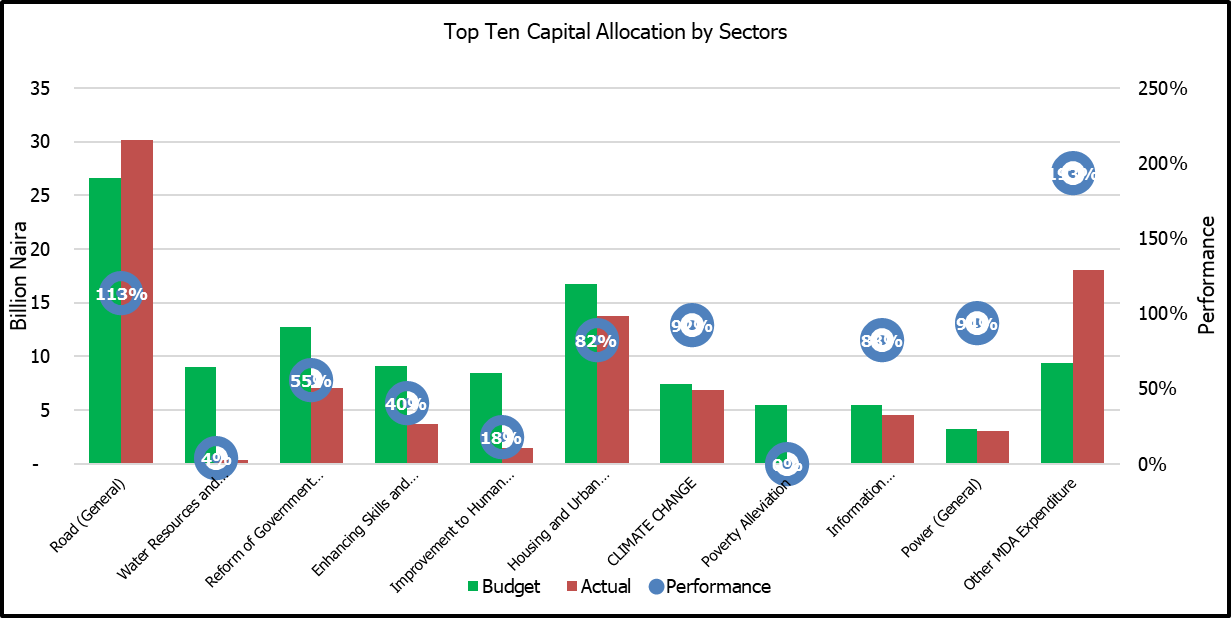 Top Ten Capital Allocation by Sectors
35
30
25
20
15
10
5
-
Billion Naira
250%
200%
150%
100%
50%
0%
Performance
113%
4%
55%
40%
18%
82%
92%
0%
193%
Road (General)
Water Resources and...
Reform of Government...
Enhancing Skills and...
Improvement to Human...
Housing and Urban...
CLIMATE CHANGE
Poverty Alleviation
Information...
Power (General)
Other MDA Expenditure
Budget
Actual
Performance